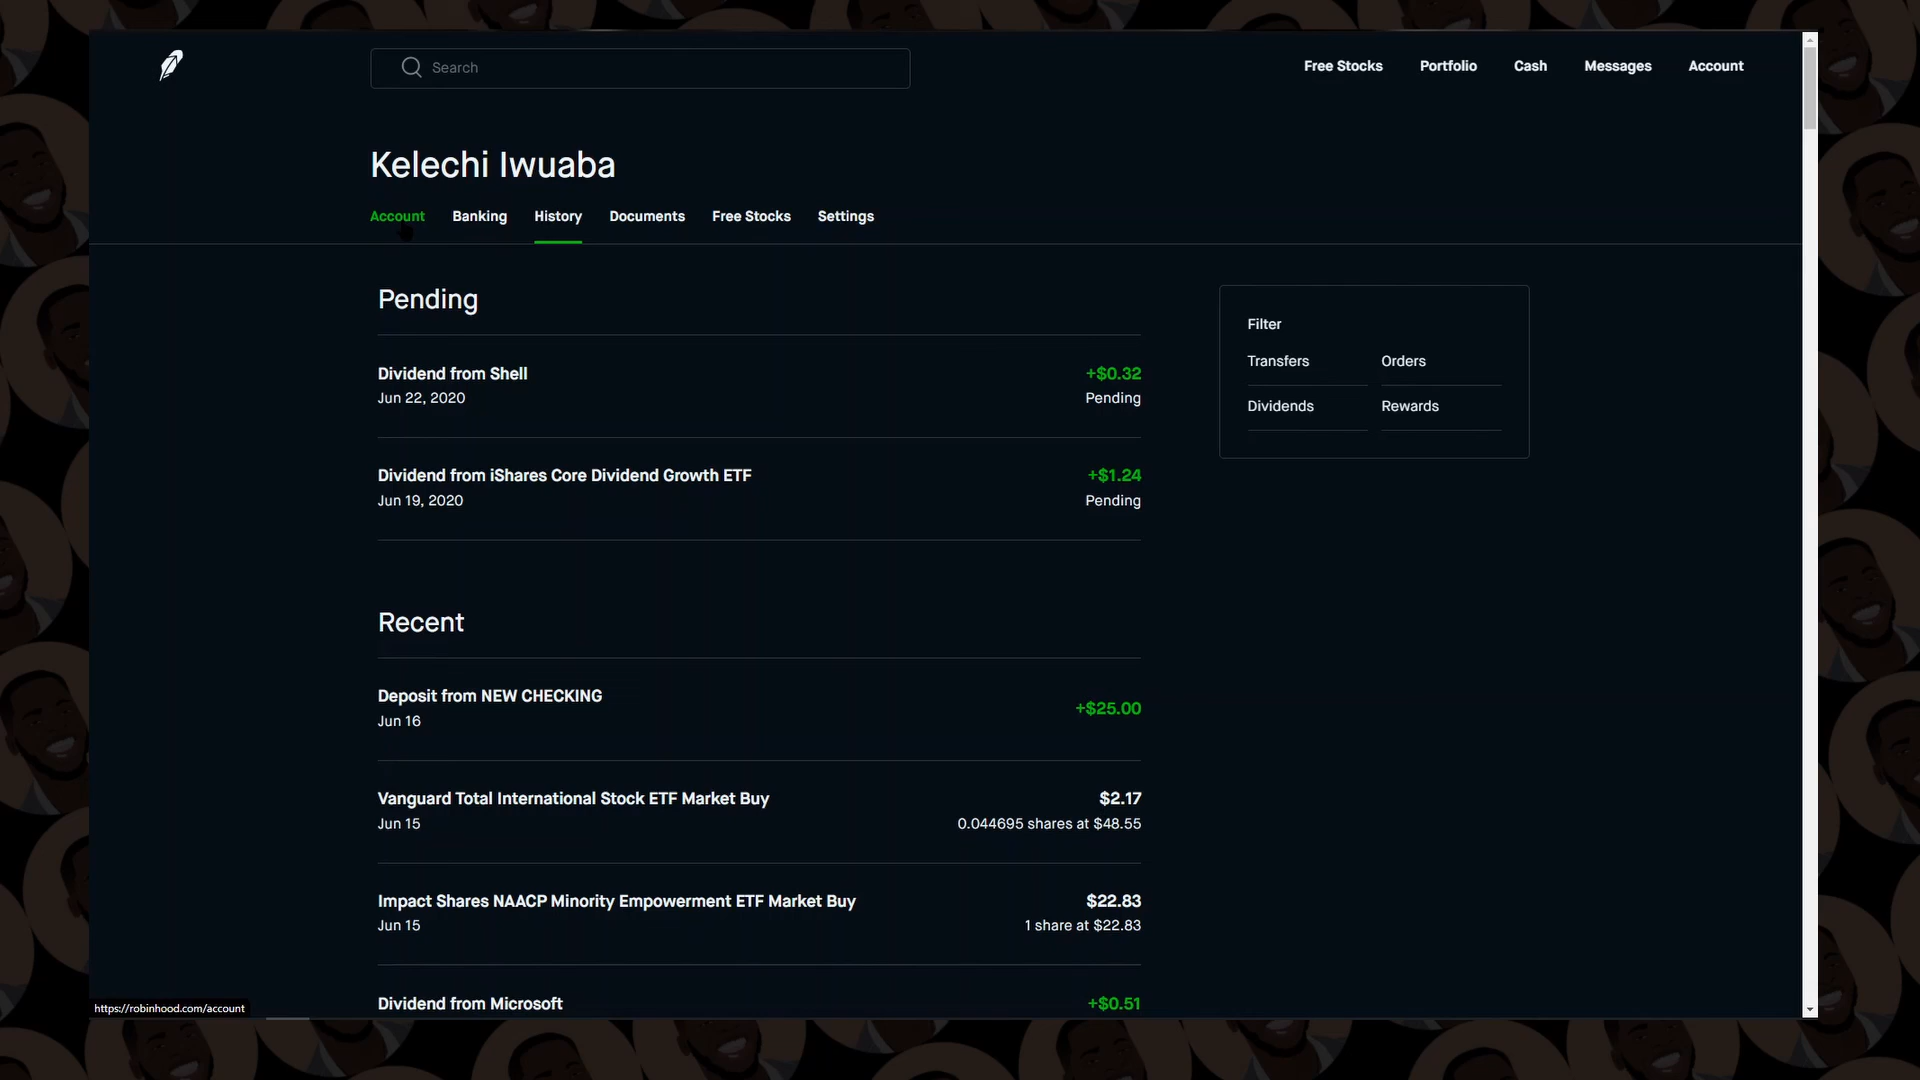 Search
Free Stocks Portfolio Cash Messages Account
Kelechi Iwuaba
Account Banking History Documents Free Stocks Settings
Pending
Dividend from Shell +$0.32
Jun 22, 2020 Pending
Dividend from iShares Core Dividend Growth ETF +$1.24
Jun 19, 2020 Pending
Filter
Transfers Orders
Dividends Rewards
Recent
Deposit from NEW CHECKING +$25.00
Jun 16
Vanguard Total International Stock ETF Market Buy $2.17
Jun 15 0.044695 shares at $48.55
Impact Shares NAACP Minority Empowerment ETF Market Buy $22.83
Jun 15 1 share at $22.83
Dividend from Microsoft +$0.51
https://robinhood.com/account